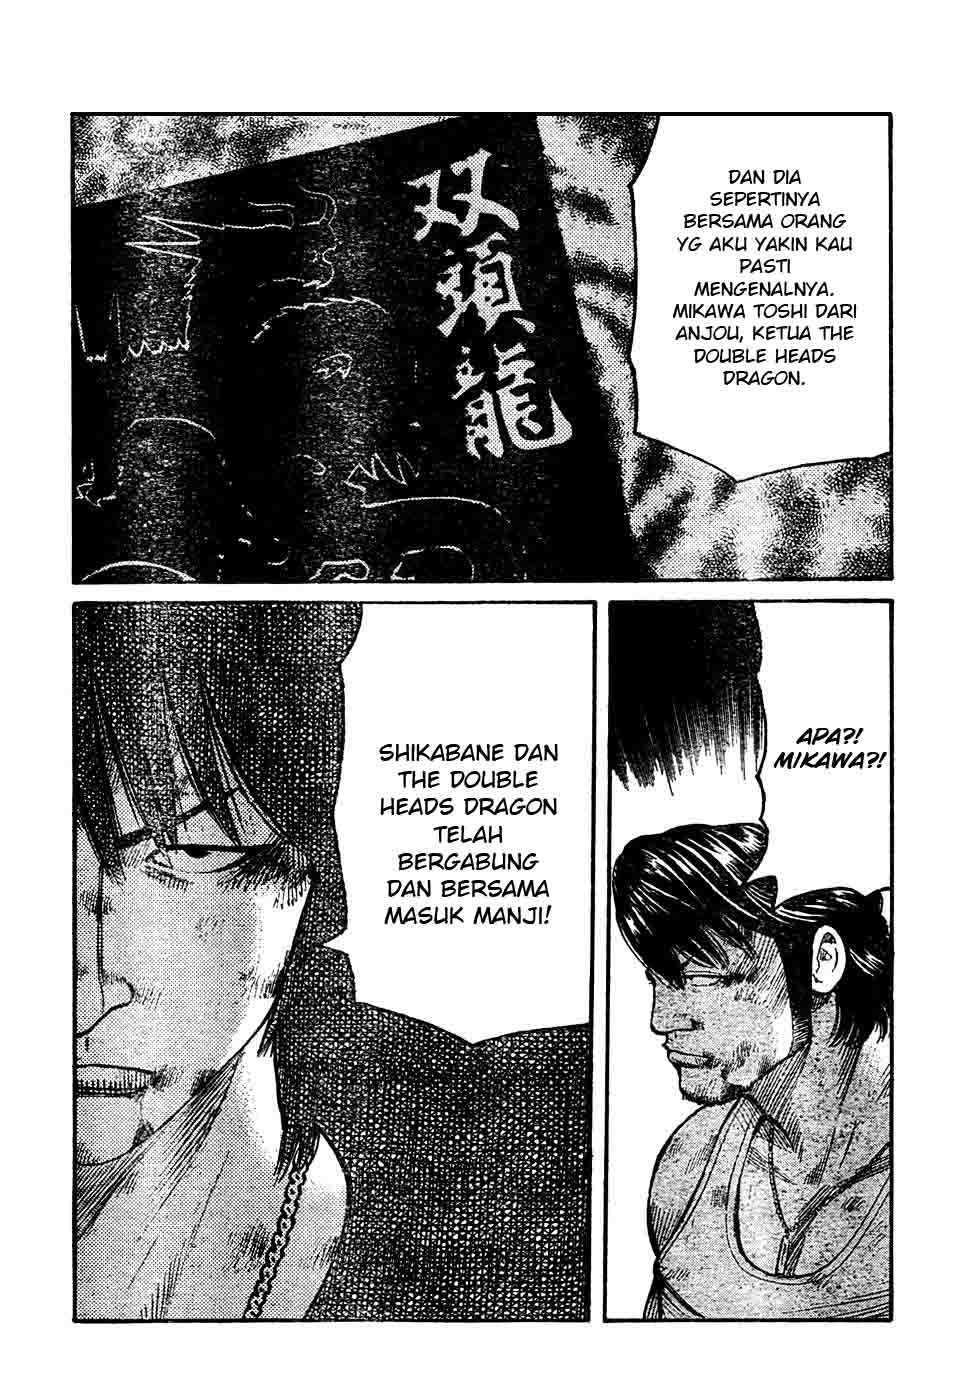 双頭龍
DAN DIA
SEPERTINYA
BERSAMA ORANG
YG AKU YAKIN KAU
PASTI
MENGENALNYA.
MIKAWA TOSHI DARI
ANJOU, KETUA THE
DOUBLE HEADS
DRAGON.
APA?!
MIKAWA?!
SHIKABANE DAN
THE DOUBLE
HEADS DRAGON
TELAH
BERGABUNG
DAN BERSAMA
MASUK MANJI!